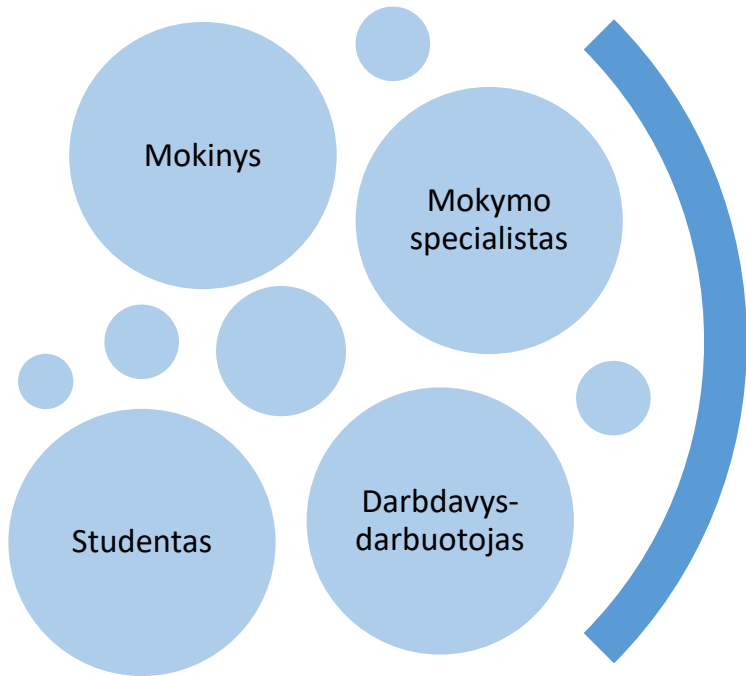 Mokinys
Mokymo
specialistas
Studentas
Darbdavys-
darbuotojas